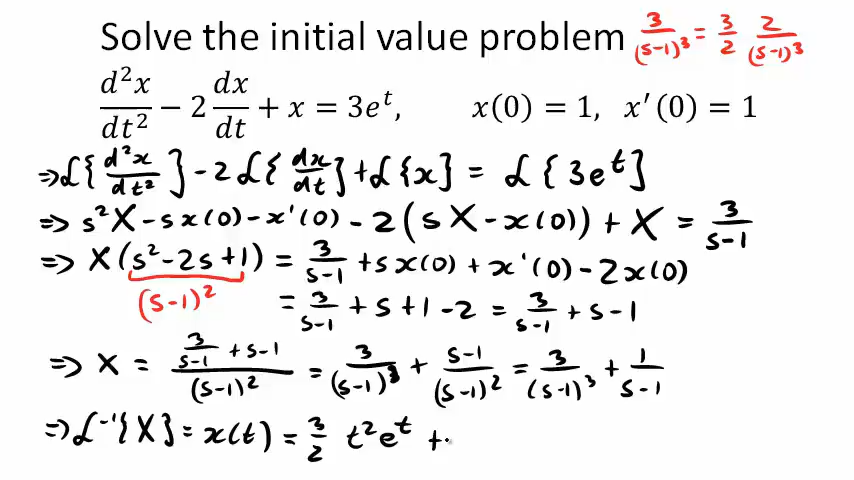 Solve the initial value problem 3/(s-1)³ = 3/2 2/(s-1)³
d²x/dt² − 2 dx/dt + x = 3eᵗ, x(0) = 1, x′(0) = 1
⇒ ℒ{d²x/dt²} − 2ℒ{dx/dt} + ℒ{x} = ℒ{3eᵗ}
⇒ s²X − sx(0) − x′(0) − 2(sX − x(0)) + X = 3/(s-1)
⇒ X(s² − 2s + 1) = 3/(s-1) + sx(0) + x′(0) − 2x(0)
(s-1)² = 3/(s-1) + s + 1 − 2 = 3/(s-1) + s − 1
⇒ X = (3/(s-1) + s-1)/(s-1)² = 3/(s-1)³ + (s-1)/(s-1)² = 3/(s-1)³ + 1/(s-1)
⇒ ℒ⁻¹{X} = x(t) = 3/2 t²eᵗ +